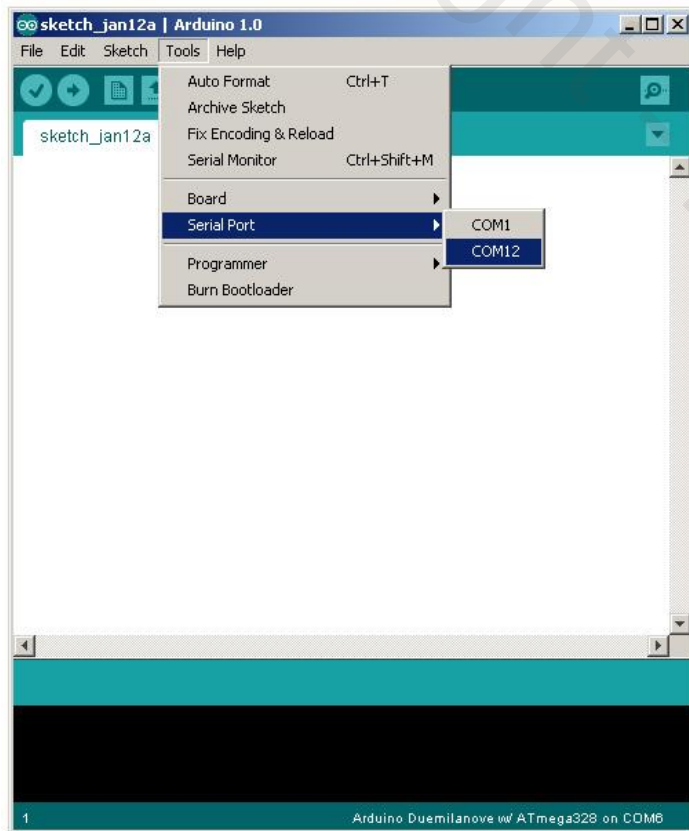 sketch_jan12a | Arduino 1.0
File Edit Sketch Tools Help
sketch_jan12a
Auto Format Ctrl+T
Archive Sketch
Fix Encoding & Reload
Serial Monitor Ctrl+Shift+M
Board
Serial Port
COM1
COM12
Programmer
Burn Bootloader
1 Arduino Duemilanove w/ ATmega328 on COM6